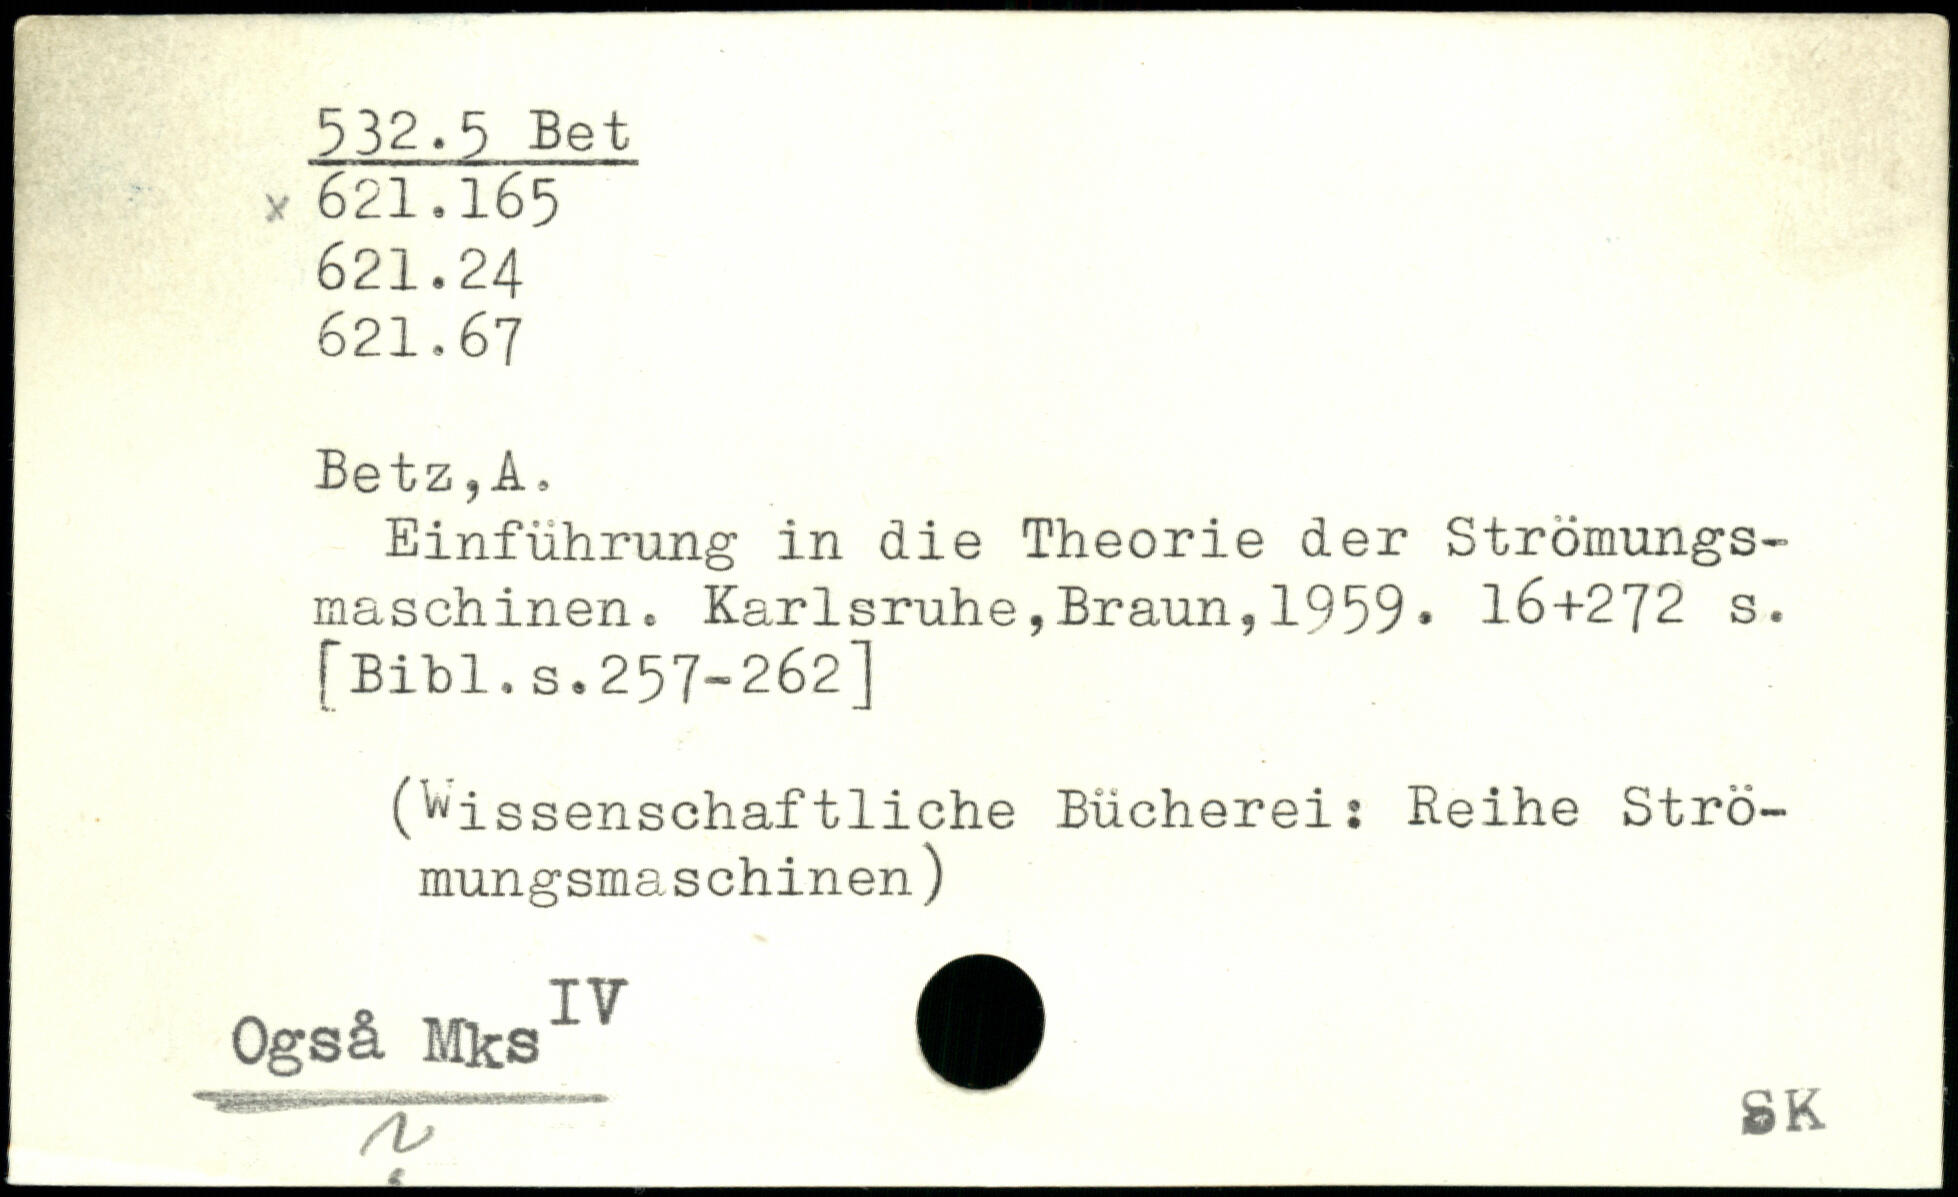 532.5 Bet
x 621.165
621.24
621.67
Betz,A.
Einführung in die Theorie der Strömungs-
maschinen. Karlsruhe,Braun,1959. 16+272 s.
[Bibl.s.257-262]
(Wissenschaftliche Bücherei: Reihe Strö-
mungsmaschinen)
Også Mks IV
SK